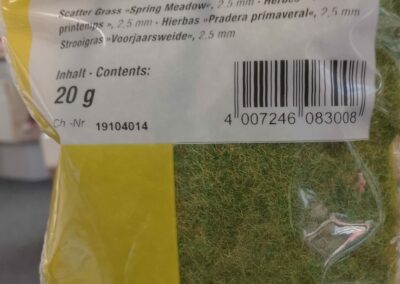 Scatter Grass »Spring Meadow«, 2.5 mm · Herbes
printemps », 2,5 mm · Hierbas »Pradera primaveral«, 2,5 mm
Strooigras »Voorjaarsweide«, 2.5 mm
Inhalt · Contents:
20 g
Ch.-Nr. 19104014
4 007246 083008